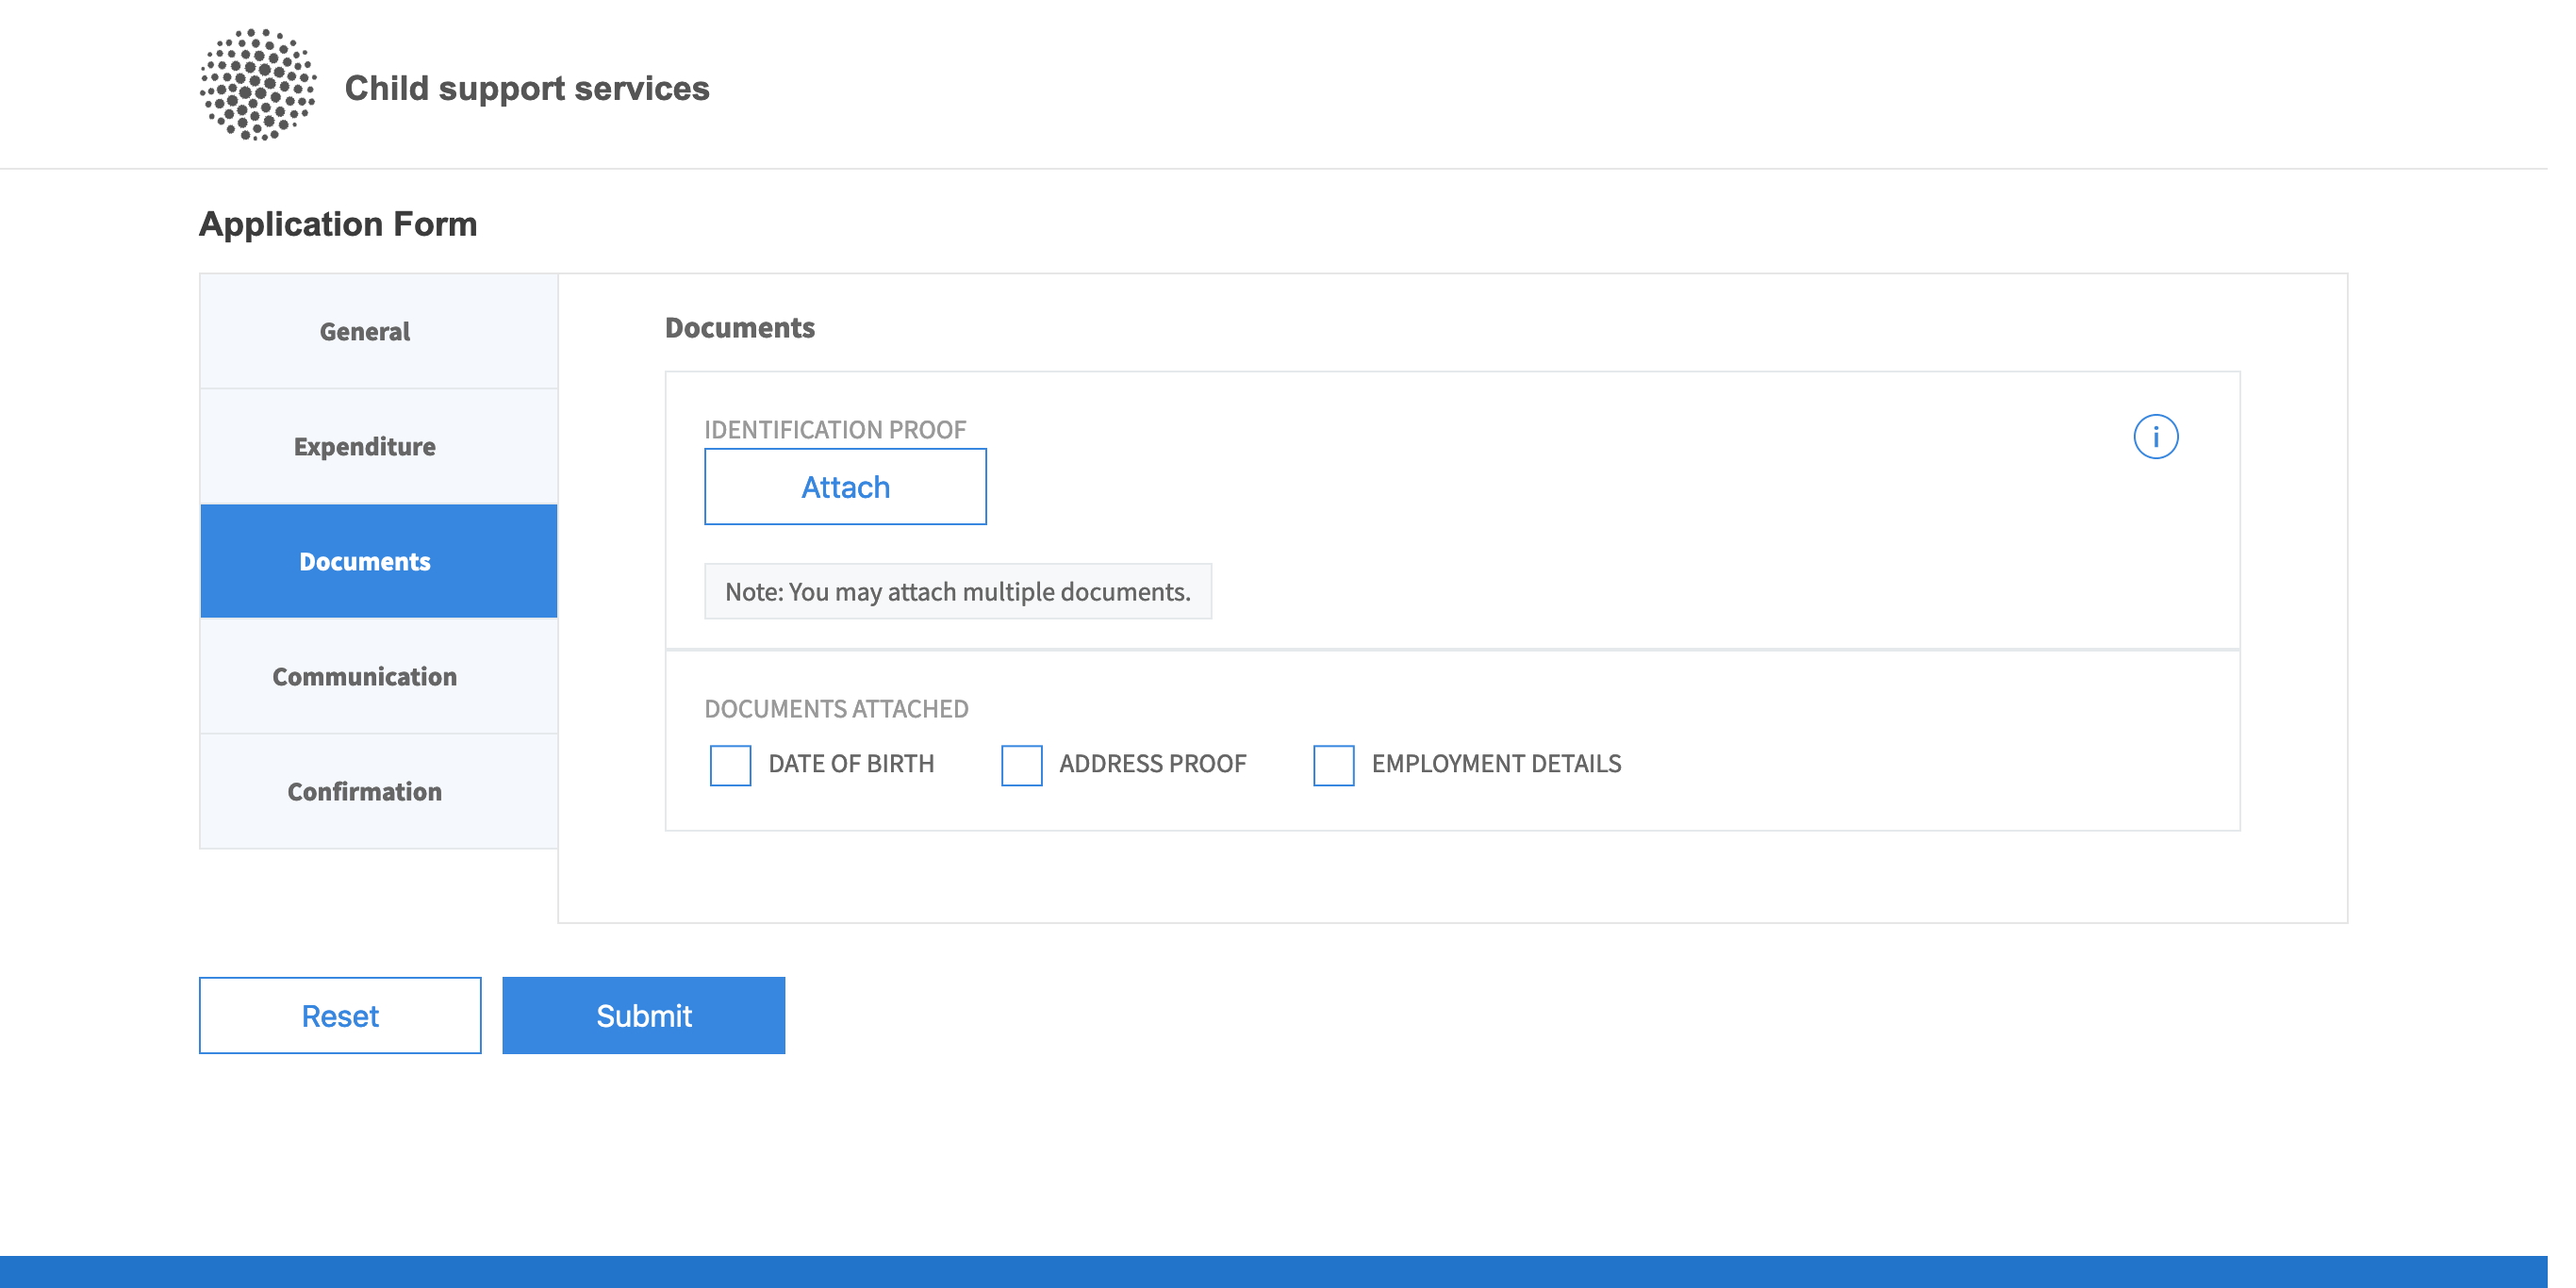 Child support services
Application Form
General
Expenditure
Documents
Communication
Confirmation
Documents
IDENTIFICATION PROOF
i
Attach
Note: You may attach multiple documents.
DOCUMENTS ATTACHED
DATE OF BIRTH ADDRESS PROOF EMPLOYMENT DETAILS
Reset Submit